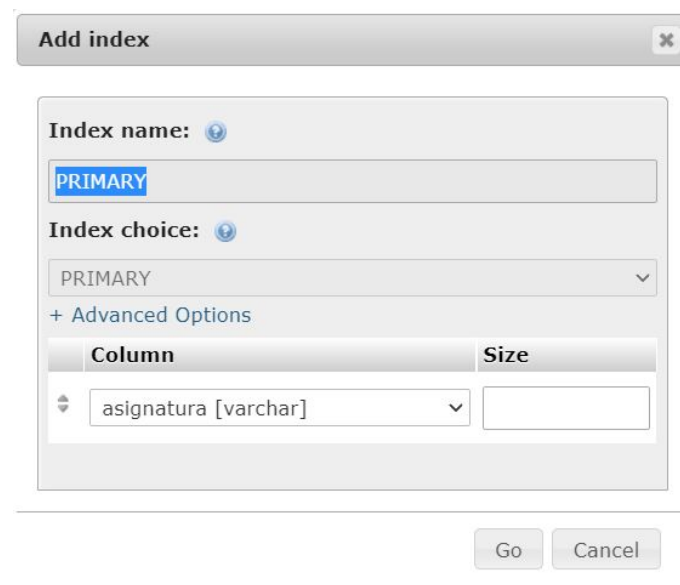 Add index
Index name:
PRIMARY
Index choice:
PRIMARY
+ Advanced Options
Column Size
asignatura [varchar]
Go Cancel